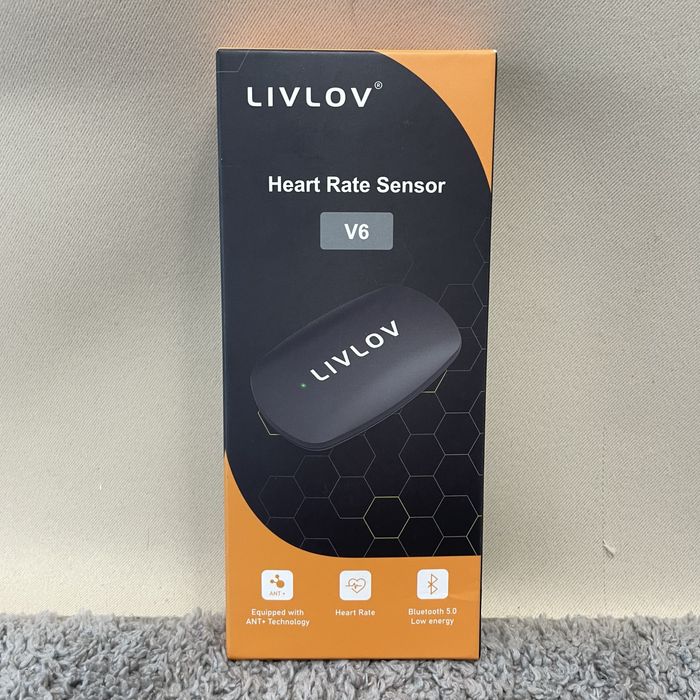 LIVLOV®
Heart Rate Sensor
V6
LIVLOV
ANT+
Equipped with
ANT+ Technology
Heart Rate
Bluetooth 5.0
Low energy